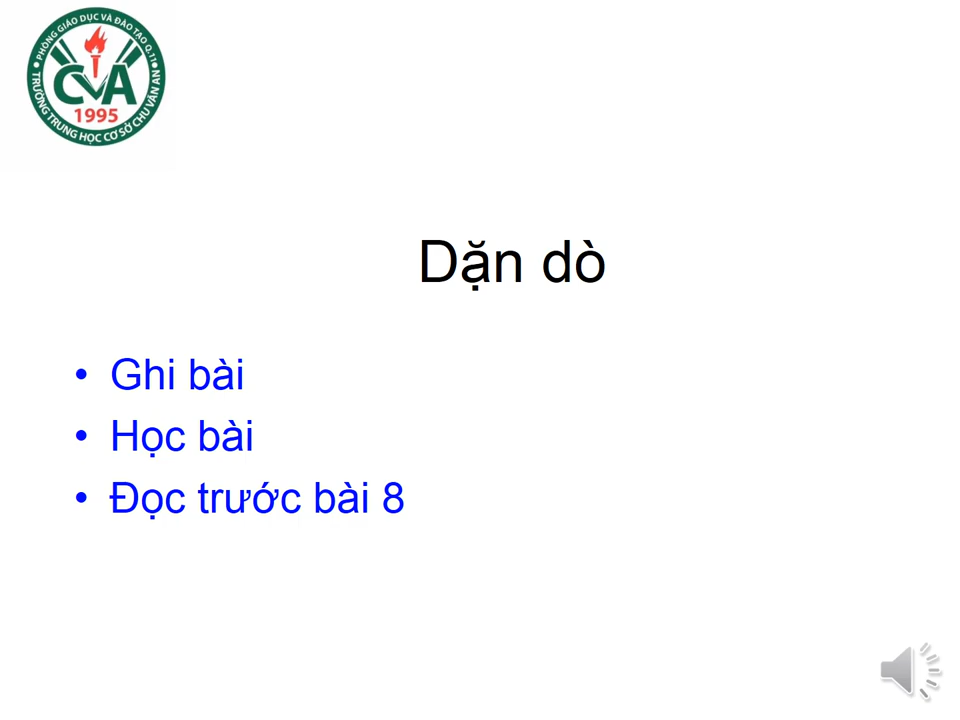 PHÒNG GIÁO DỤC VÀ ĐÀO TẠO Q.11
CVA
1995
TRƯỜNG TRUNG HỌC CƠ SỞ CHU VĂN AN
Dặn dò
• Ghi bài
• Học bài
• Đọc trước bài 8